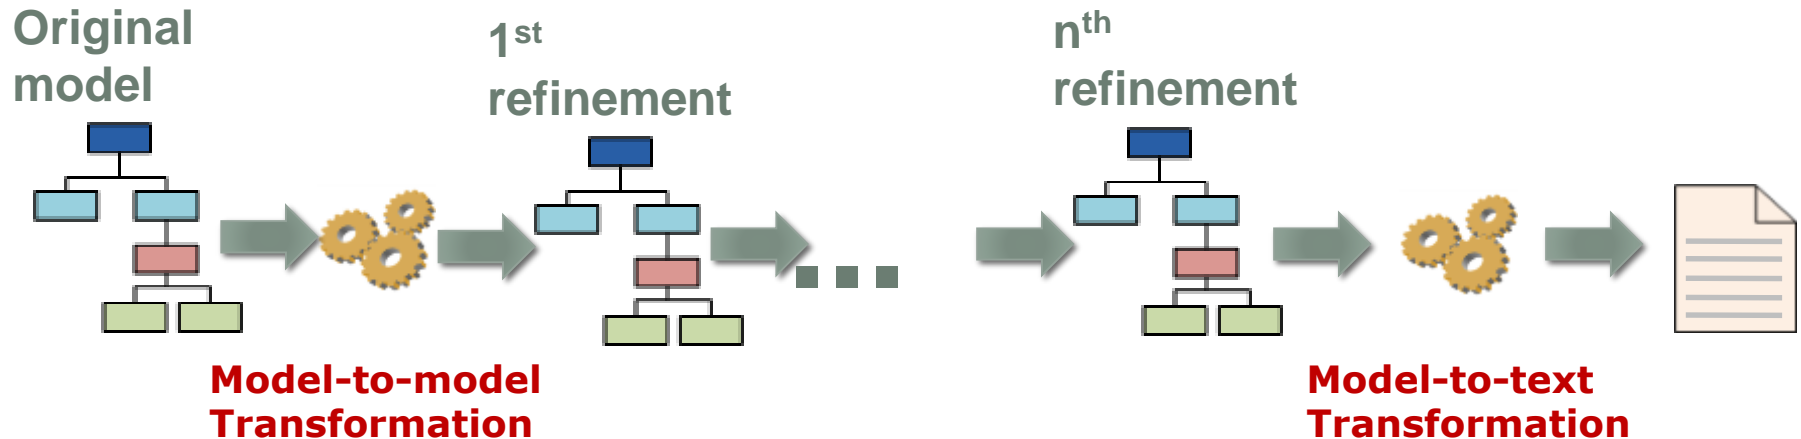 Original
model
1st
refinement
nth
refinement
Model-to-model
Transformation
Model-to-text
Transformation